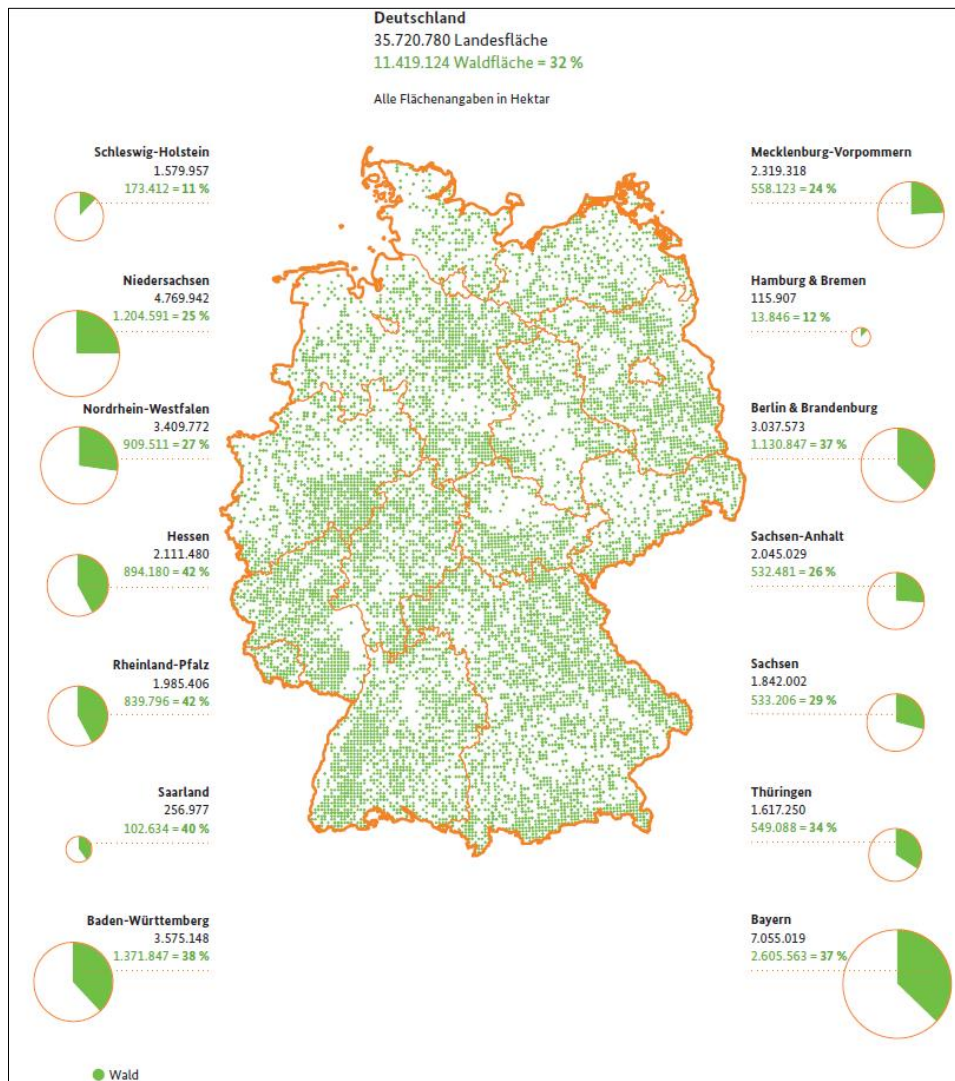 Deutschland
35.720.780 Landesfläche
11.419.124 Waldfläche = 32 %
Alle Flächenangaben in Hektar
Schleswig-Holstein
1.579.957
173.412 = 11 %
Niedersachsen
4.769.942
1.204.591 = 25 %
Nordrhein-Westfalen
3.409.772
909.511 = 27 %
Hessen
2.111.480
894.180 = 42 %
Rheinland-Pfalz
1.985.406
839.796 = 42 %
Saarland
256.977
102.634 = 40 %
Baden-Württemberg
3.575.148
1.371.847 = 38 %
Mecklenburg-Vorpommern
2.319.318
558.123 = 24 %
Hamburg & Bremen
115.907
13.846 = 12 %
Berlin & Brandenburg
3.037.573
1.130.847 = 37 %
Sachsen-Anhalt
2.045.029
532.481 = 26 %
Sachsen
1.842.002
533.206 = 29 %
Thüringen
1.617.250
549.088 = 34 %
Bayern
7.055.019
2.605.563 = 37 %
Wald